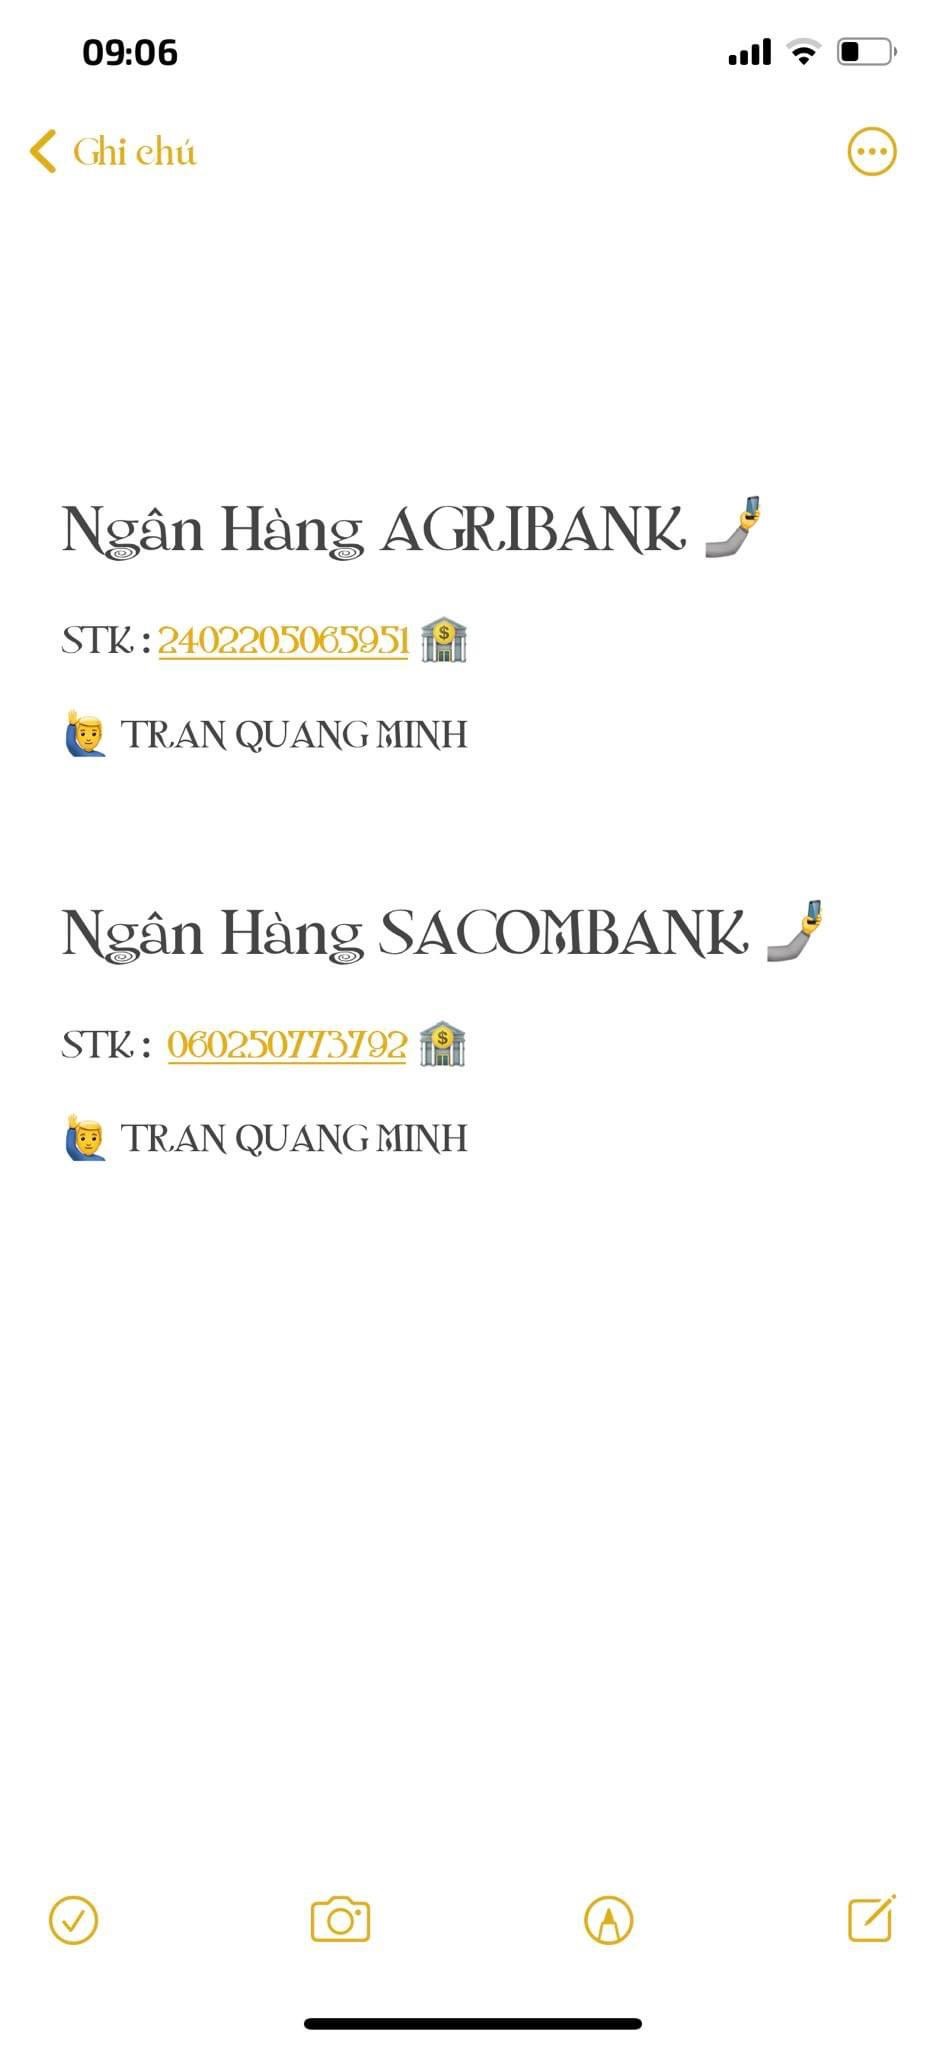 09:06
Ghi chú
Ngân Hàng AGRIBANK
STK : 2402205065951
TRAN QUANG MINH
Ngân Hàng SACOMBANK
STK : 060250773792
TRAN QUANG MINH